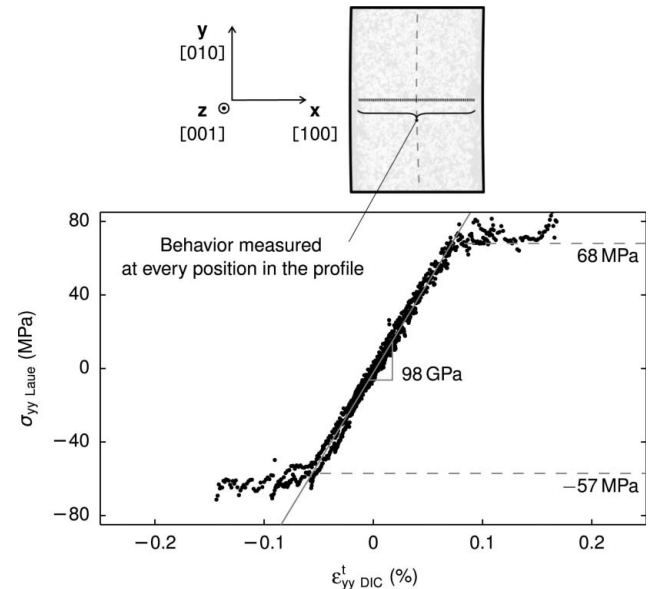 y
[010]
z
[001]
x
[100]
Behavior measured
at every position in the profile
80
40
0
−40
−80
σyy Laue (MPa)
68 MPa
98 GPa
−57 MPa
−0.2
−0.1
0
0.1
0.2
εᵗyy DIC (%)